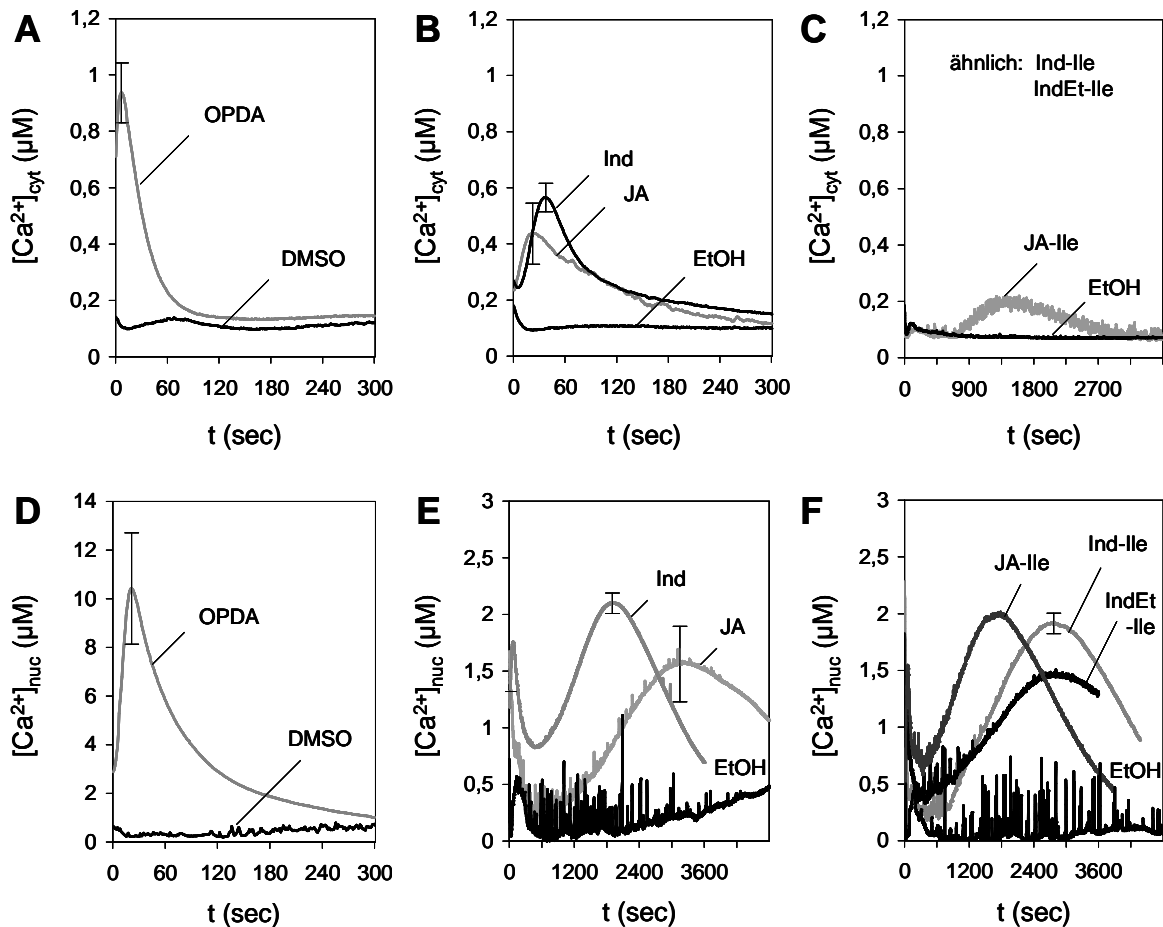 A
[Ca²⁺]cyt (µM)
1,2
1
0,8
0,6
0,4
0,2
0
OPDA
DMSO
0 60 120 180 240 300
t (sec)
B
[Ca²⁺]cyt (µM)
1,2
1
0,8
0,6
0,4
0,2
0
Ind
JA
EtOH
0 60 120 180 240 300
t (sec)
C
[Ca²⁺]cyt (µM)
1,2
1
0,8
0,6
0,4
0,2
0
ähnlich: Ind-Ile
IndEt-Ile
JA-Ile
EtOH
0 900 1800 2700
t (sec)
D
[Ca²⁺]nuc (µM)
14
12
10
8
6
4
2
0
OPDA
DMSO
0 60 120 180 240 300
t (sec)
E
[Ca²⁺]nuc (µM)
3
2,5
2
1,5
1
0,5
0
Ind
JA
EtOH
0 1200 2400 3600
t (sec)
F
[Ca²⁺]nuc (µM)
3
2,5
2
1,5
1
0,5
0
JA-Ile
Ind-Ile
IndEt
-Ile
EtOH
0 1200 2400 3600
t (sec)